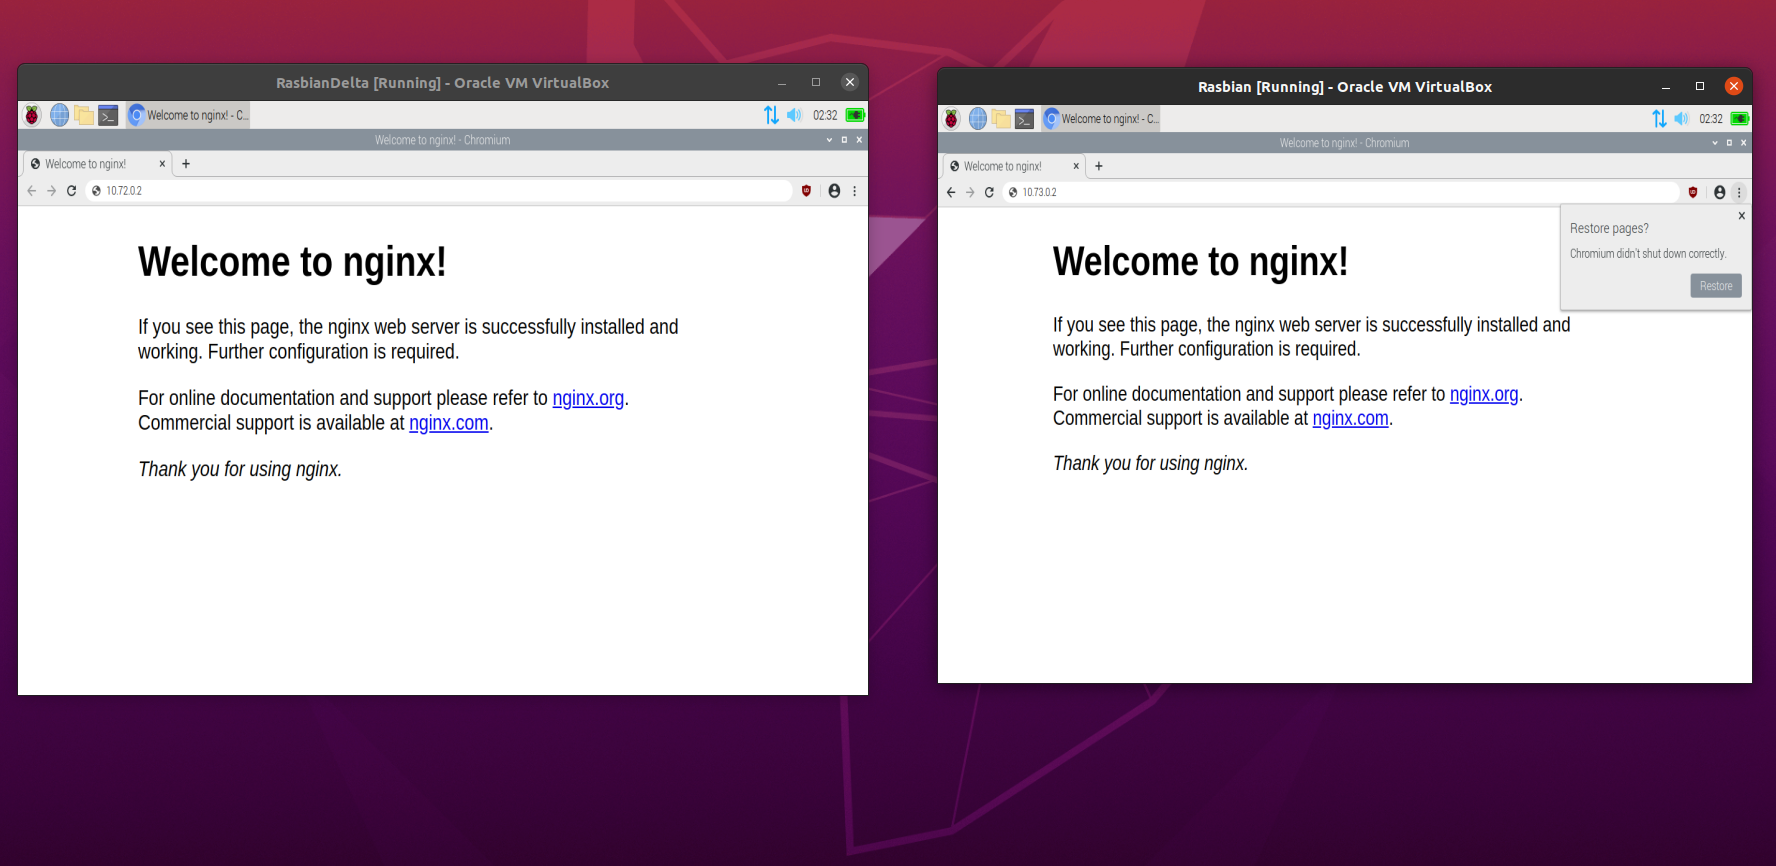 RasbianDelta [Running] - Oracle VM VirtualBox
Welcome to nginx! - C...
02:32
Welcome to nginx! - Chromium
Welcome to nginx!
10.72.0.2
Welcome to nginx!
If you see this page, the nginx web server is successfully installed and
working. Further configuration is required.
For online documentation and support please refer to nginx.org.
Commercial support is available at nginx.com.
Thank you for using nginx.
Rasbian [Running] - Oracle VM VirtualBox
Welcome to nginx! - C...
02:32
Welcome to nginx! - Chromium
Welcome to nginx!
10.73.0.2
Restore pages?
Chromium didn't shut down correctly.
Restore
Welcome to nginx!
If you see this page, the nginx web server is successfully installed and
working. Further configuration is required.
For online documentation and support please refer to nginx.org.
Commercial support is available at nginx.com.
Thank you for using nginx.